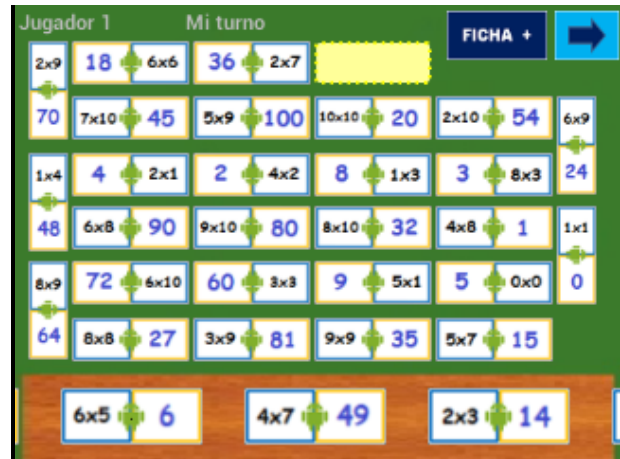 Jugador 1 Mi turno
FICHA +
2x9 18 6x6 36 2x7
70 7x10 45 5x9 100 10x10 20 2x10 54 6x9
1x4 4 2x1 2 4x2 8 1x3 3 8x3 24
48 6x8 90 9x10 80 8x10 32 4x8 1 1x1
8x9 72 6x10 60 3x3 9 5x1 5 0x0 0
64 8x8 27 3x9 81 9x9 35 5x7 15
6x5 6 4x7 49 2x3 14